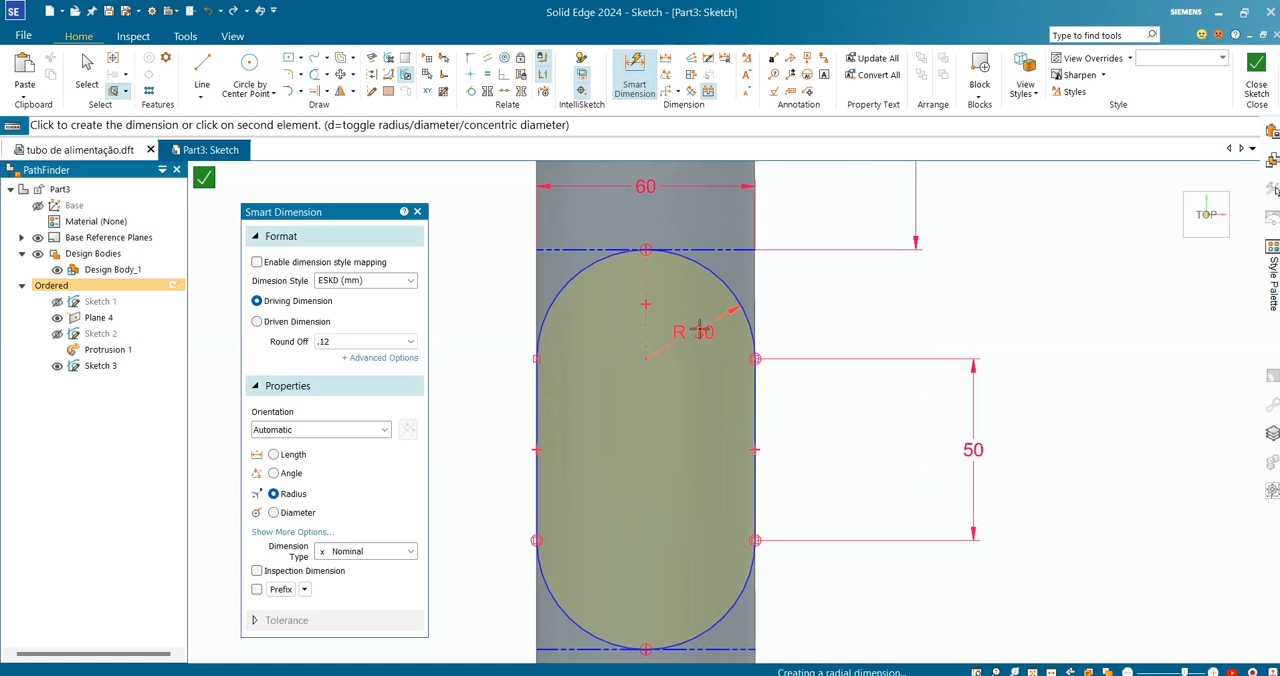 SE
Solid Edge 2024 - Sketch - [Part3: Sketch]
SIEMENS
File
Home
Inspect
Tools
View
Type to find tools
Paste
Clipboard
Select
Select
Features
Line
Circle by
Center Point
Draw
Relate
IntelliSketch
Smart
Dimension
Dimension
Annotation
Update All
Convert All
Property Text
Arrange
Block
Blocks
View
Styles
View Overrides
Sharpen
Styles
Style
Close
Sketch
Close
Click to create the dimension or click on second element. (d=toggle radius/diameter/concentric diameter)
tubo de alimentação.dft
Part3: Sketch
PathFinder
Part3
Base
Material (None)
Base Reference Planes
Design Bodies
Design Body_1
Ordered
Sketch 1
Plane 4
Sketch 2
Protrusion 1
Sketch 3
Smart Dimension
Format
Enable dimension style mapping
Dimesion Style
ESKD (mm)
Driving Dimension
Driven Dimension
Round Off
.12
+ Advanced Options
Properties
Orientation
Automatic
Length
Angle
Radius
Diameter
Show More Options...
Dimension
Type
x Nominal
Inspection Dimension
Prefix
Tolerance
60
R 30
50
TOP
Style Palette
Creating a radial dimension...